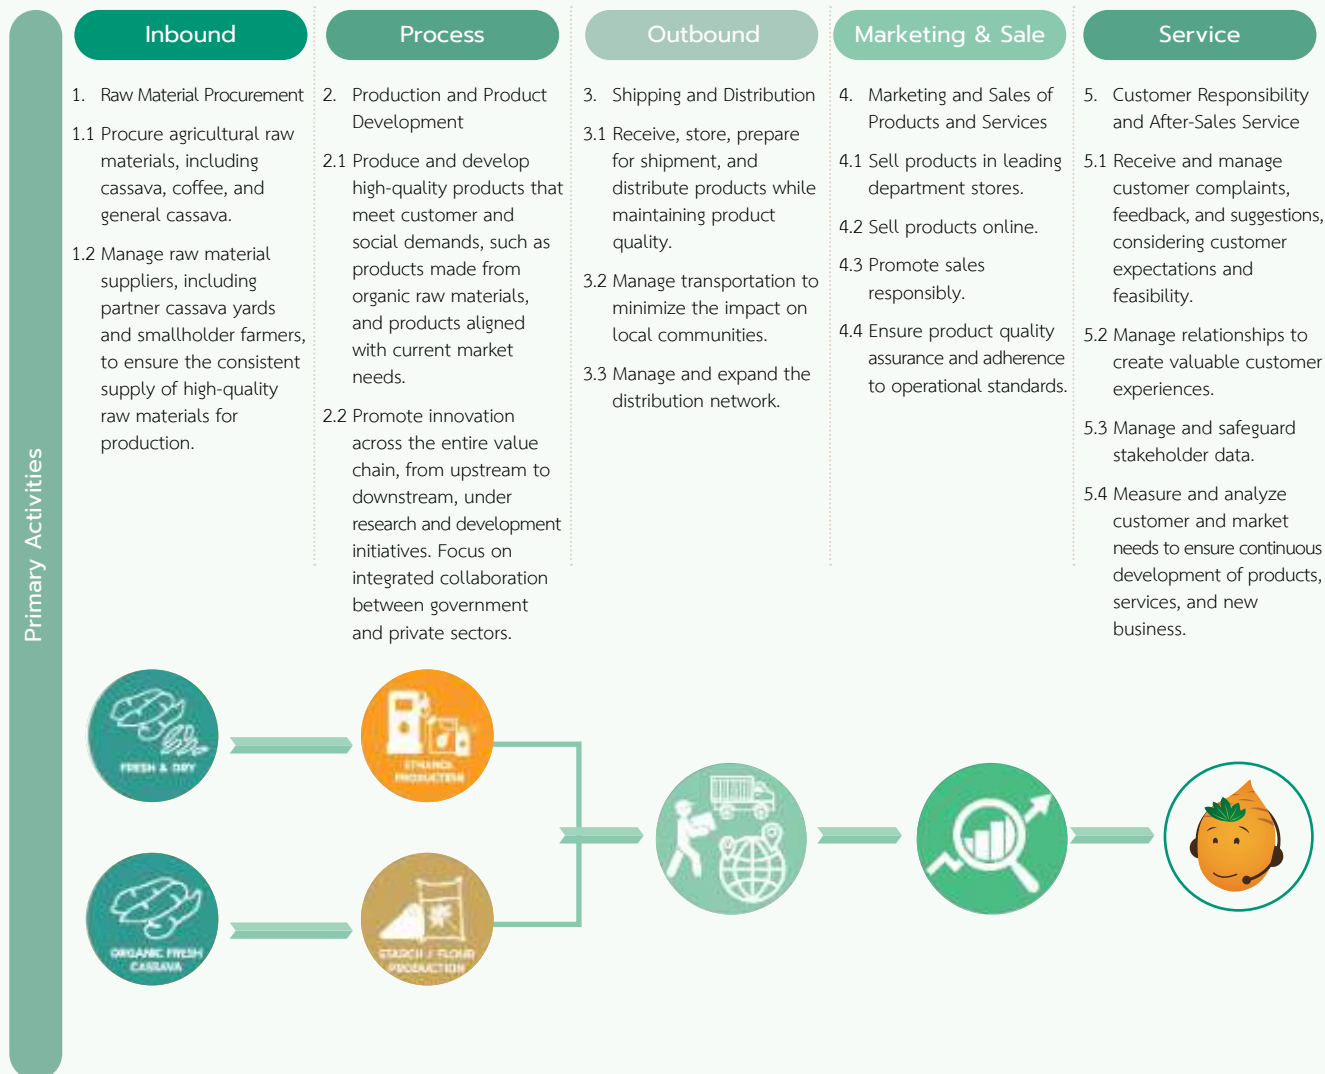 Primary Activities
Inbound
1. Raw Material Procurement
1.1 Procure agricultural raw
materials, including
cassava, coffee, and
general cassava.
1.2 Manage raw material
suppliers, including
partner cassava yards
and smallholder farmers,
to ensure the consistent
supply of high-quality
raw materials for
production.
Process
2. Production and Product
Development
2.1 Produce and develop
high-quality products that
meet customer and
social demands, such as
products made from
organic raw materials,
and products aligned
with current market
needs.
2.2 Promote innovation
across the entire value
chain, from upstream to
downstream, under
research and development
initiatives. Focus on
integrated collaboration
between government
and private sectors.
Outbound
3. Shipping and Distribution
3.1 Receive, store, prepare
for shipment, and
distribute products while
maintaining product
quality.
3.2 Manage transportation to
minimize the impact on
local communities.
3.3 Manage and expand the
distribution network.
Marketing & Sale
4. Marketing and Sales of
Products and Services
4.1 Sell products in leading
department stores.
4.2 Sell products online.
4.3 Promote sales
responsibly.
4.4 Ensure product quality
assurance and adherence
to operational standards.
Service
5. Customer Responsibility
and After-Sales Service
5.1 Receive and manage
customer complaints,
feedback, and suggestions,
considering customer
expectations and
feasibility.
5.2 Manage relationships to
create valuable customer
experiences.
5.3 Manage and safeguard
stakeholder data.
5.4 Measure and analyze
customer and market
needs to ensure continuous
development of products,
services, and new
business.
FRESH & DRY
ETHANOL
PRODUCTION
ORGANIC FRESH
CASSAVA
STARCH / FLOUR
PRODUCTION